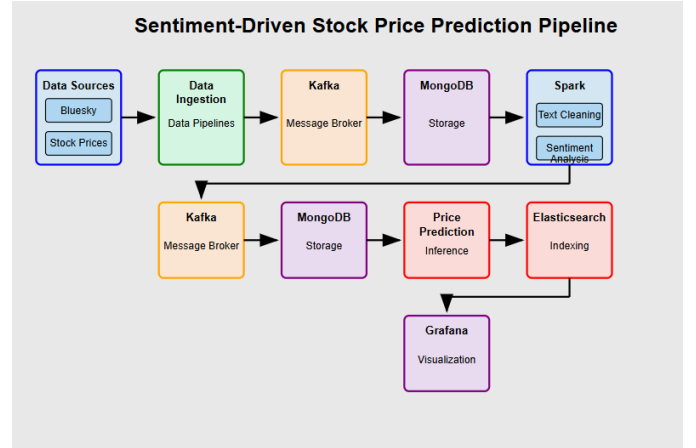 Sentiment-Driven Stock Price Prediction Pipeline
Data Sources
Bluesky
Stock Prices
Data
Ingestion
Data Pipelines
Kafka
Message Broker
MongoDB
Storage
Spark
Text Cleaning
Sentiment
Analysis
Kafka
Message Broker
MongoDB
Storage
Price
Prediction
Inference
Elasticsearch
Indexing
Grafana
Visualization